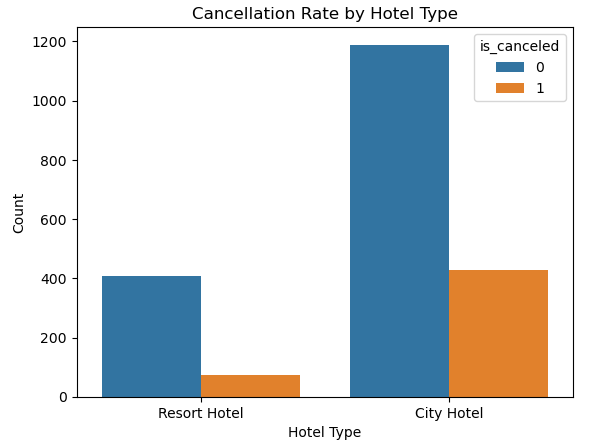 Cancellation Rate by Hotel Type
is_canceled
0
1
1200
1000
800
600
400
200
0
Count
Resort Hotel
City Hotel
Hotel Type